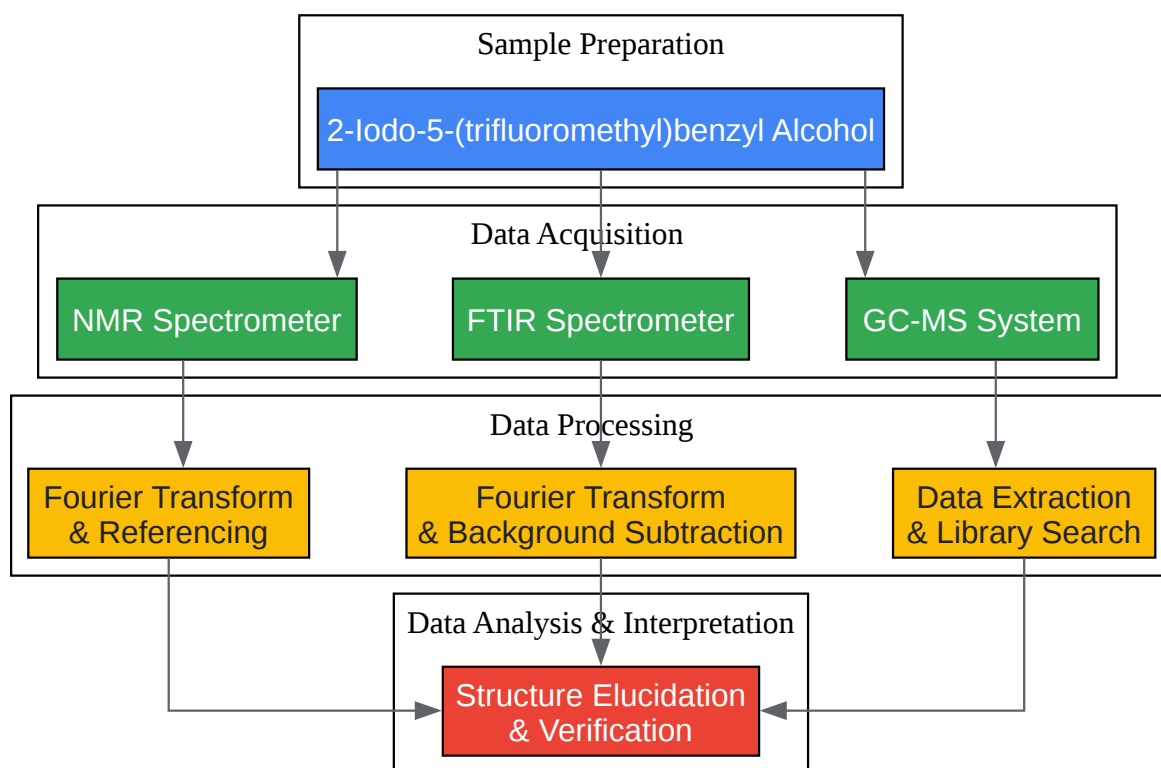 Sample Preparation
2-Iodo-5-(trifluoromethyl)benzyl Alcohol
Data Acquisition
NMR Spectrometer
FTIR Spectrometer
GC-MS System
Data Processing
Fourier Transform
& Referencing
Fourier Transform
& Background Subtraction
Data Extraction
& Library Search
Data Analysis & Interpretation
Structure Elucidation
& Verification